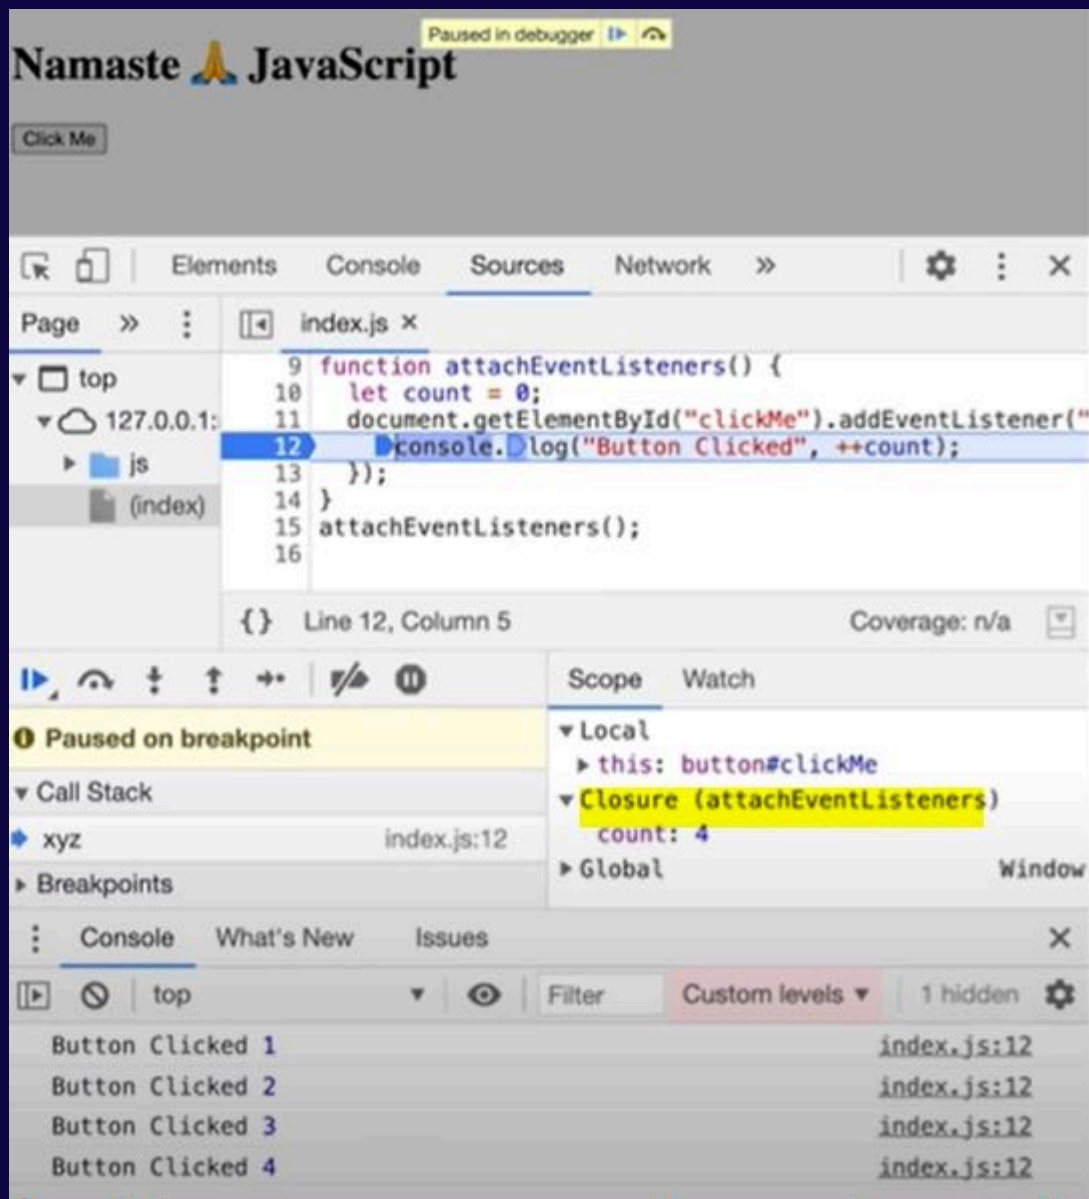 Paused in debugger
Namaste 🙏 JavaScript
Click Me
Elements Console Sources Network »
Page » index.js ×
top
127.0.0.1:
js
(index)
9 function attachEventListeners() {
10 let count = 0;
11 document.getElementById("clickMe").addEventListener("
12 console.log("Button Clicked", ++count);
13 });
14 }
15 attachEventListeners();
16
{} Line 12, Column 5 Coverage: n/a
Scope Watch
Paused on breakpoint
Call Stack
xyz index.js:12
Breakpoints
Local
this: button#clickMe
Closure (attachEventListeners)
count: 4
Global Window
Console What's New Issues
top Filter Custom levels ▼ 1 hidden
Button Clicked 1 index.js:12
Button Clicked 2 index.js:12
Button Clicked 3 index.js:12
Button Clicked 4 index.js:12